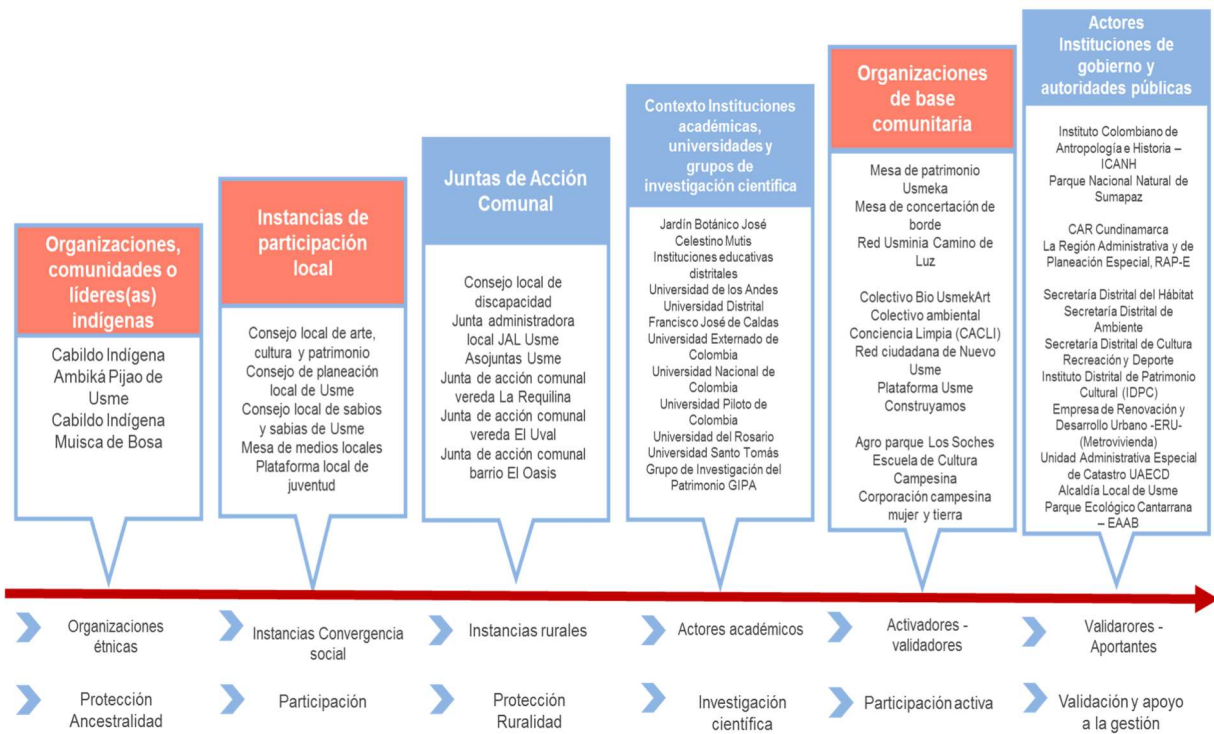 Organizaciones,
comunidades o
líderes(as)
indígenas
Cabildo Indígena
Ambiká Pijao de
Usme
Cabildo Indígena
Muisca de Bosa
Instancias de
participación
local
Consejo local de arte,
cultura y patrimonio
Consejo de planeación
local de Usme
Consejo local de sabios
y sabias de Usme
Mesa de medios locales
Plataforma local de
juventud
Juntas de Acción
Comunal
Consejo local de
discapacidad
Junta administradora
local JAL Usme
Asojuntas Usme
Junta de acción comunal
vereda La Requilina
Junta de acción comunal
vereda El Uval
Junta de acción comunal
barrio El Oasis
Contexto Instituciones
académicas,
universidades y
grupos de
investigación científica
Jardín Botánico José
Celestino Mutis
Instituciones educativas
distritales
Universidad de los Andes
Universidad Distrital
Francisco José de Caldas
Universidad Externado de
Colombia
Universidad Nacional de
Colombia
Universidad Piloto de
Colombia
Universidad del Rosario
Universidad Santo Tomás
Grupo de Investigación del
Patrimonio GIPA
Organizaciones
de base
comunitaria
Mesa de patrimonio
Usmeka
Mesa de concertación de
borde
Red Usminia Camino de
Luz
Colectivo Bio UsmekArt
Colectivo ambiental
Conciencia Limpia (CACLI)
Red ciudadana de Nuevo
Usme
Plataforma Usme
Construyamos
Agro parque Los Soches
Escuela de Cultura
Campesina
Corporación campesina
mujer y tierra
Actores
Instituciones de
gobierno y
autoridades públicas
Instituto Colombiano de
Antropología e Historia –
ICANH
Parque Nacional Natural de
Sumapaz
CAR Cundinamarca
La Región Administrativa y de
Planeación Especial, RAP-E
Secretaría Distrital del Hábitat
Secretaría Distrital de
Ambiente
Secretaría Distrital de Cultura
Recreación y Deporte
Instituto Distrital de Patrimonio
Cultural (IDPC)
Empresa de Renovación y
Desarrollo Urbano -ERU-
(Metrovivienda)
Unidad Administrativa Especial
de Catastro UAECD
Alcaldía Local de Usme
Parque Ecológico Cantarrana
– EAAB
Organizaciones
étnicas
Instancias Convergencia
social
Instancias rurales
Actores académicos
Activadores -
validadores
Validarores -
Aportantes
Protección
Ancestralidad
Participación
Protección
Ruralidad
Investigación
científica
Participación activa
Validación y apoyo
a la gestión